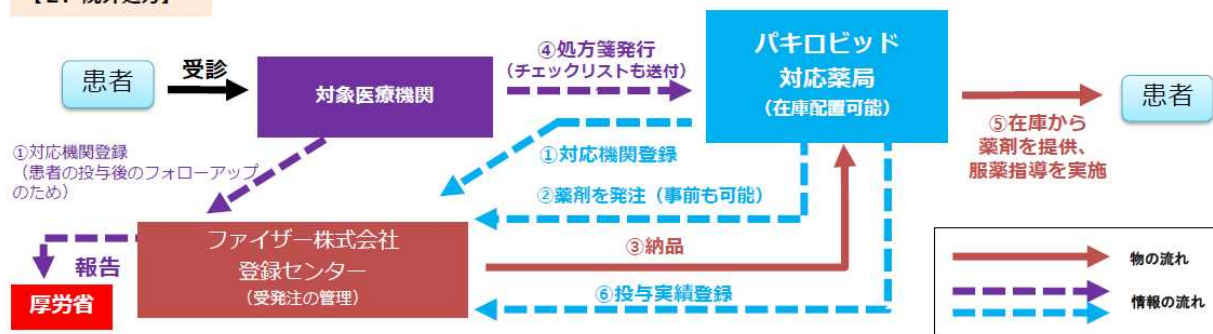 患者
受診
対象医療機関
④処方箋発行
（チェックリストも送付）
パキロビッド
対応薬局
（在庫配置可能）
患者
⑤在庫から
薬剤を提供、
服薬指導を実施
①対応機関登録
（患者の投与後のフォローアップ
のため）
①対応機関登録
②薬剤を発注（事前も可能）
ファイザー株式会社
登録センター
（受発注の管理）
③納品
⑥投与実績登録
報告
厚労省
物の流れ
情報の流れ